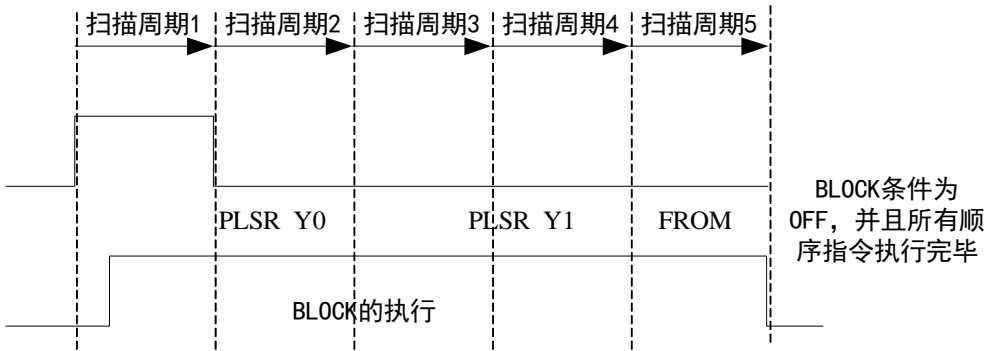 扫描周期1 扫描周期2 扫描周期3 扫描周期4 扫描周期5
PLSR Y0 PLSR Y1 FROM
BLOCK条件为
OFF，并且所有顺
序指令执行完毕
BLOCK的执行